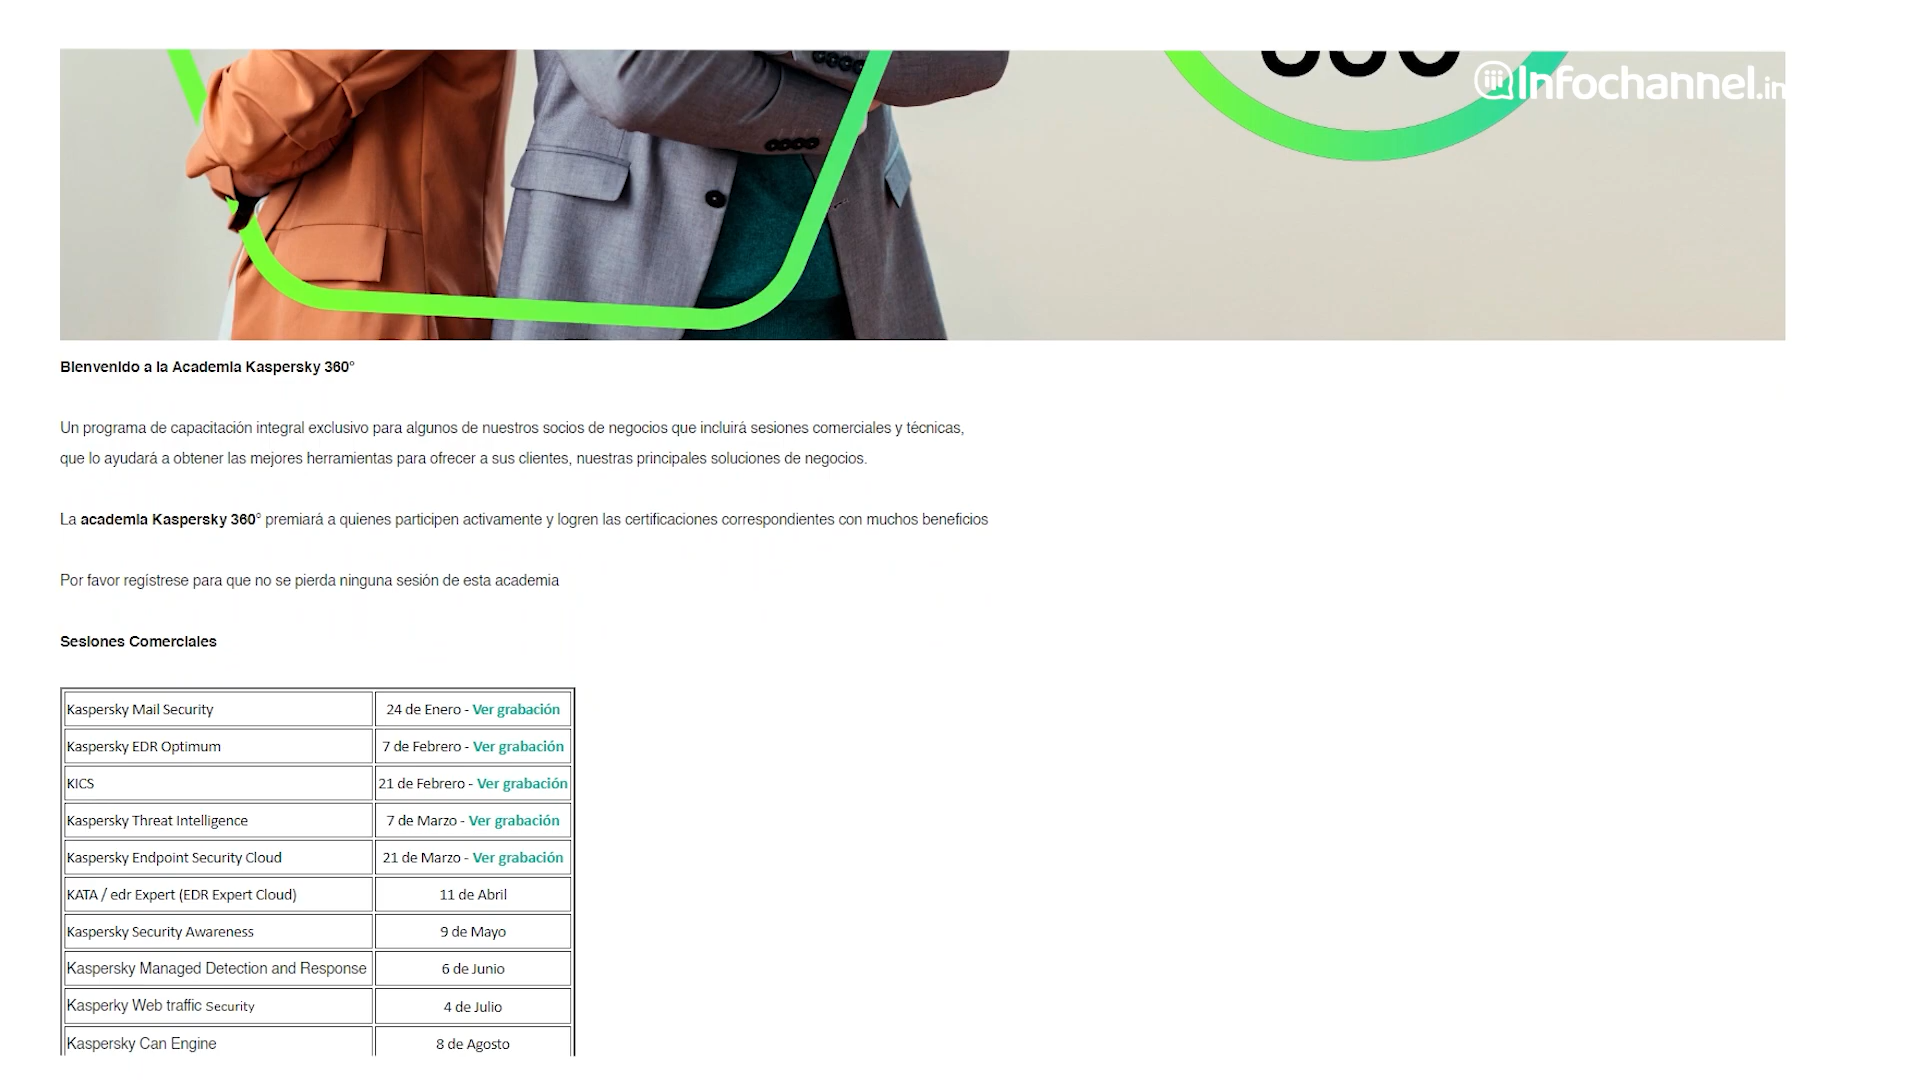 Infochannel.in
Bienvenido a la Academia Kaspersky 360°
Un programa de capacitación integral exclusivo para algunos de nuestros socios de negocios que incluirá sesiones comerciales y técnicas,
que lo ayudará a obtener las mejores herramientas para ofrecer a sus clientes, nuestras principales soluciones de negocios.
La academia Kaspersky 360° premiará a quienes participen activamente y logren las certificaciones correspondientes con muchos beneficios
Por favor regístrese para que no se pierda ninguna sesión de esta academia
Sesiones Comerciales
Kaspersky Mail Security 24 de Enero - Ver grabación
Kaspersky EDR Optimum 7 de Febrero - Ver grabación
KICS 21 de Febrero - Ver grabación
Kaspersky Threat Intelligence 7 de Marzo - Ver grabación
Kaspersky Endpoint Security Cloud 21 de Marzo - Ver grabación
KATA / edr Expert (EDR Expert Cloud) 11 de Abril
Kaspersky Security Awareness 9 de Mayo
Kaspersky Managed Detection and Response 6 de Junio
Kasperky Web traffic Security 4 de Julio
Kaspersky Can Engine 8 de Agosto